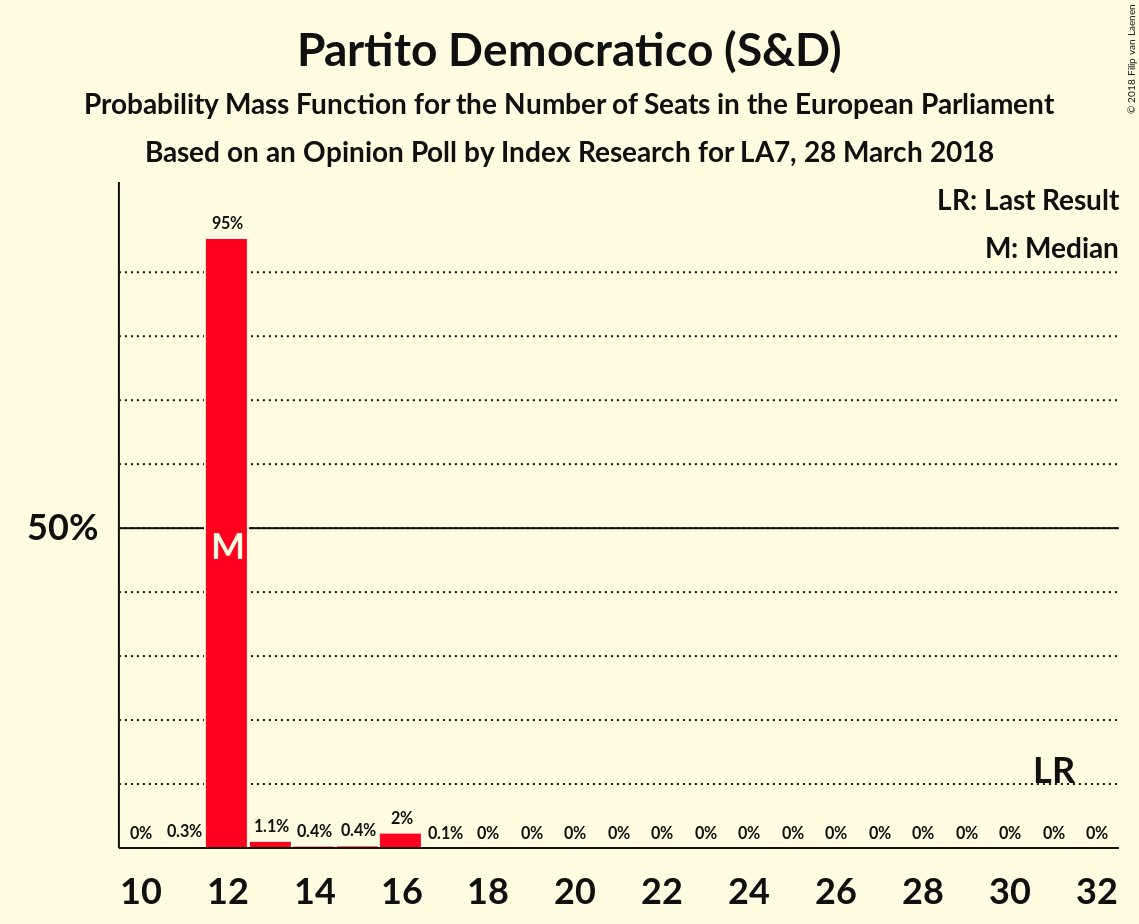 Partito Democratico (S&D)
Probability Mass Function for the Number of Seats in the European Parliament
Based on an Opinion Poll by Index Research for LA7, 28 March 2018
© 2018 Filip van Laenen
LR: Last Result
M: Median
95%
50%
M
LR
0% 0.3% 1.1% 0.4% 0.4% 2% 0.1% 0% 0% 0% 0% 0% 0% 0% 0% 0% 0% 0% 0% 0% 0% 0%
10 12 14 16 18 20 22 24 26 28 30 32